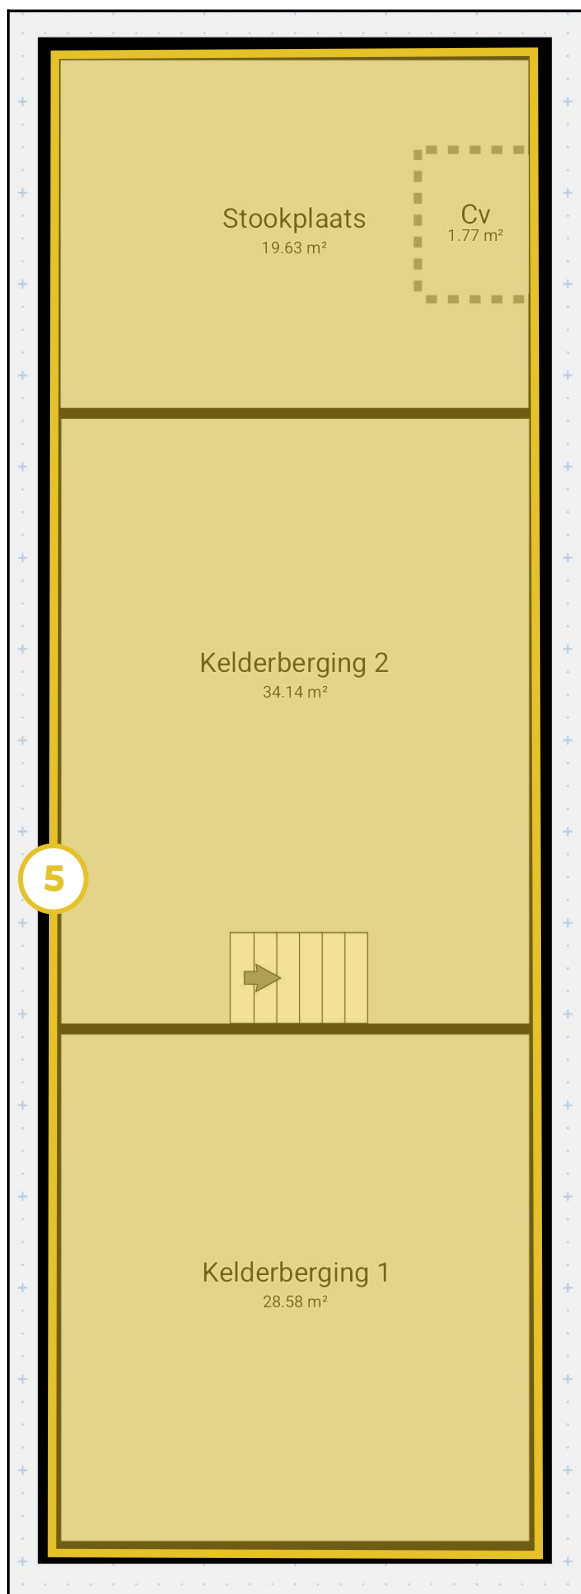 Stookplaats
19.63 m²
Cv
1.77 m²
Kelderberging 2
34.14 m²
5
Kelderberging 1
28.58 m²